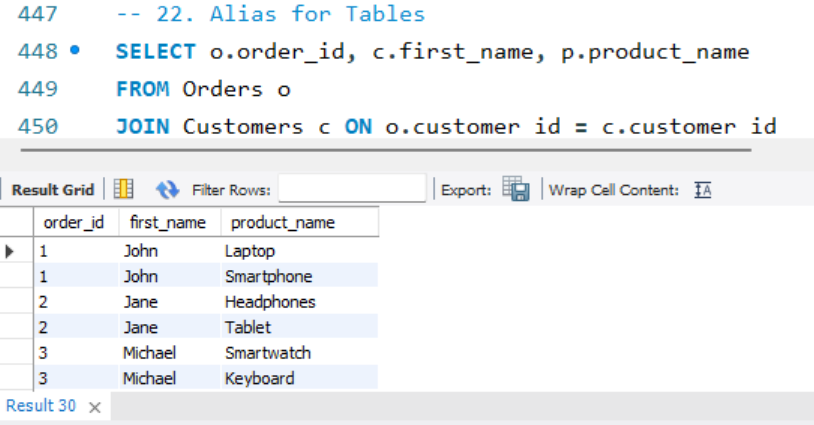 447 -- 22. Alias for Tables
448 SELECT o.order_id, c.first_name, p.product_name
449 FROM Orders o
450 JOIN Customers c ON o.customer id = c.customer id
Result Grid Filter Rows: Export: Wrap Cell Content: IA
order_id first_name product_name
1 John Laptop
1 John Smartphone
2 Jane Headphones
2 Jane Tablet
3 Michael Smartwatch
3 Michael Keyboard
Result 30 ×